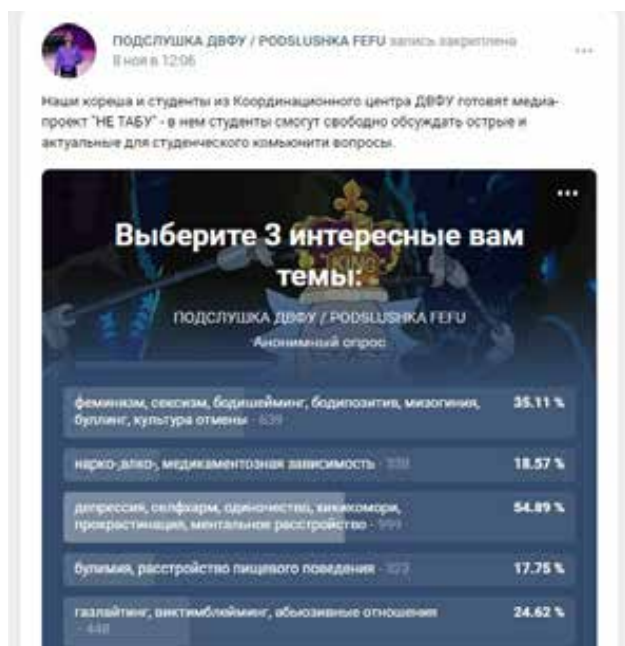 ПОДСЛУШКА ДВФУ / PODSLUSHKA FEFU запись закреплена
8 ноя в 12:06
Наши кореша и студенты из Координационного центра ДВФУ готовят медиа-
проект "НЕ ТАБУ" - в нем студенты смогут свободно обсуждать острые и
актуальные для студенческого комьюнити вопросы.
Выберите 3 интересные вам
темы:
ПОДСЛУШКА ДВФУ / PODSLUSHKA FEFU
Анонимный опрос
феминизм, сексизм, бодишейминг, бодипозитив, мизогиния, 35.11 %
буллинг, культура отмены - 639
нарко-,алко-, медикаментозная зависимость 18.57 %
депрессия, селфхарм, одиночество, хикикомори, 54.89 %
прокрастинация, ментальное расстройство - 999
булимия, расстройство пищевого поведения - 323 17.75 %
газлайтинг, виктимблейминг, абьюзивные отношения 24.62 %
- 448